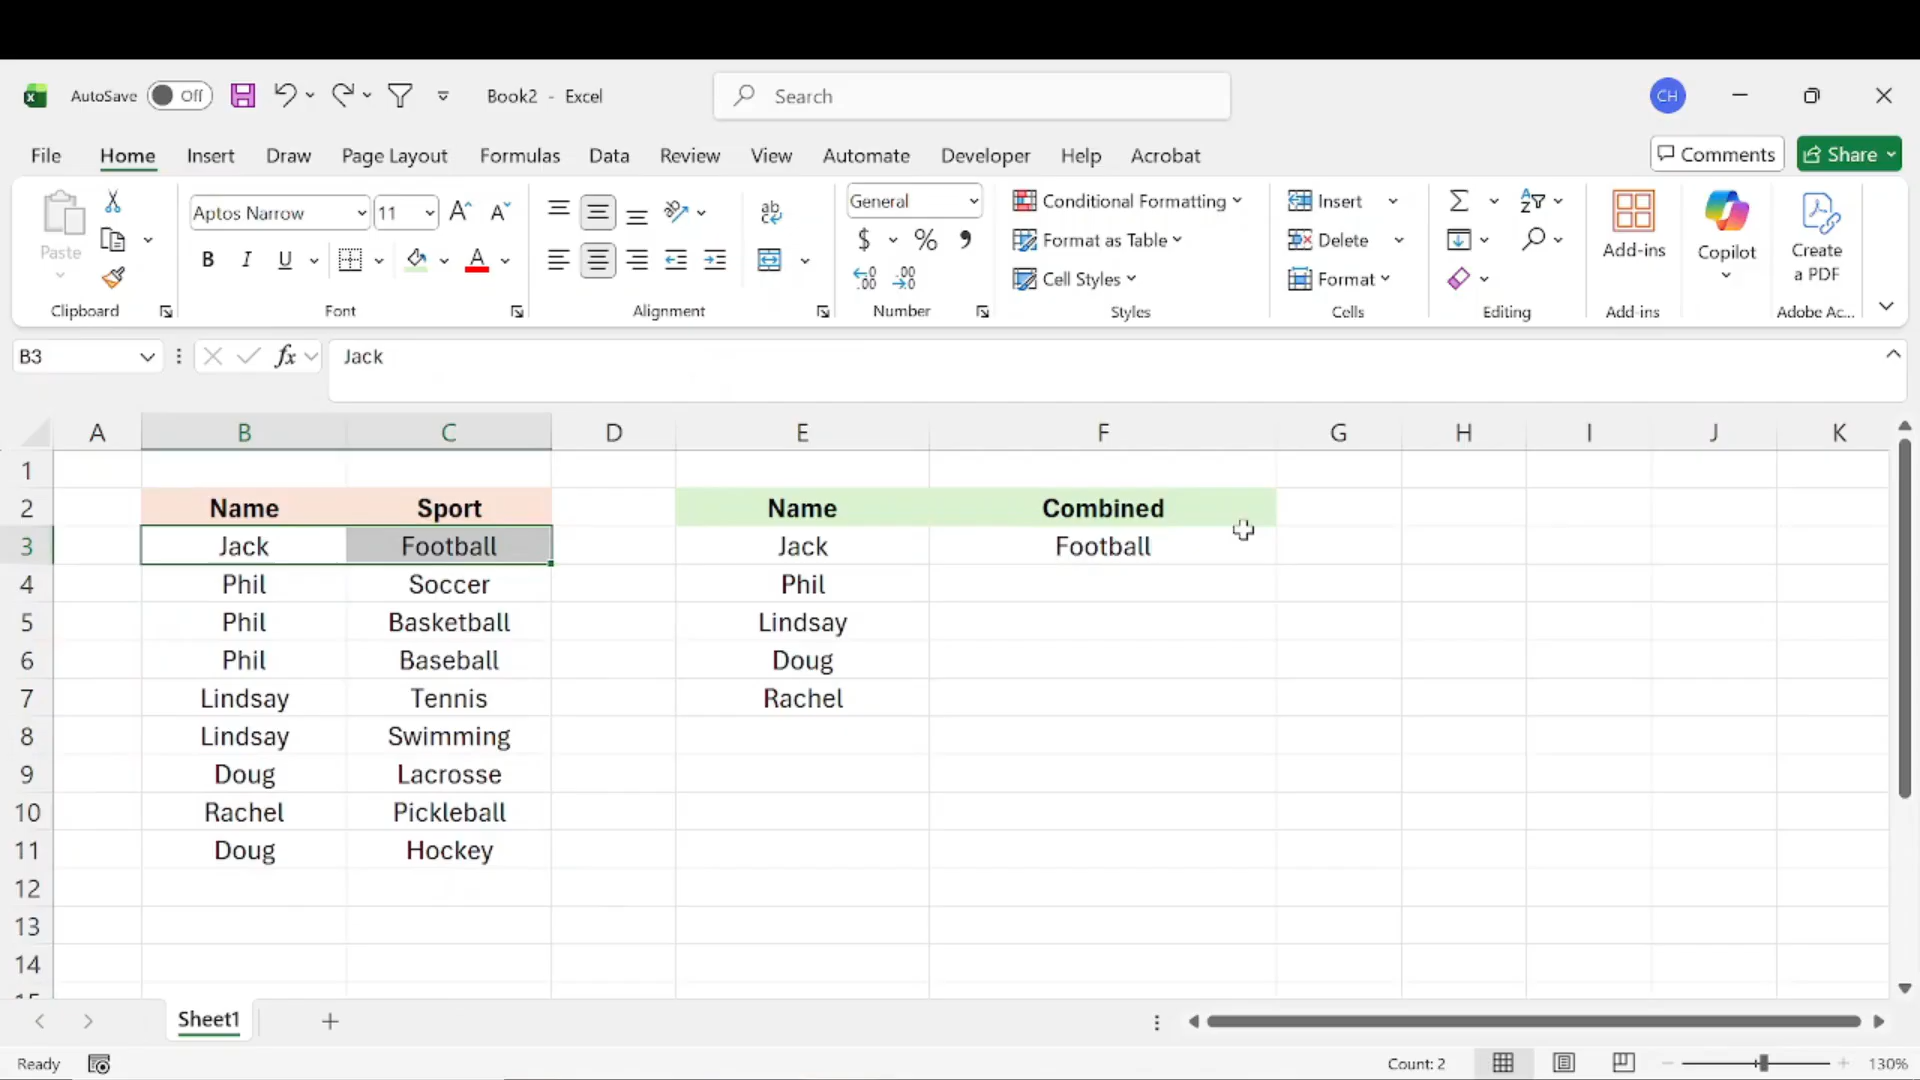 AutoSave Off Book2 - Excel Search CH
File Home Insert Draw Page Layout Formulas Data Review View Automate Developer Help Acrobat Comments Share
Paste Aptos Narrow 11 General Conditional Formatting Insert
B I U A $ % Format as Table Delete Add-ins Copilot Create a PDF
Cell Styles Format
Clipboard Font Alignment Number Styles Cells Editing Add-ins Adobe Ac...
B3 fx Jack
A B C D E F G H I J K
1
2 Name Sport Name Combined
3 Jack Football Jack Football
4 Phil Soccer Phil
5 Phil Basketball Lindsay
6 Phil Baseball Doug
7 Lindsay Tennis Rachel
8 Lindsay Swimming
9 Doug Lacrosse
10 Rachel Pickleball
11 Doug Hockey
12
13
14
Sheet1
Ready Count: 2 130%